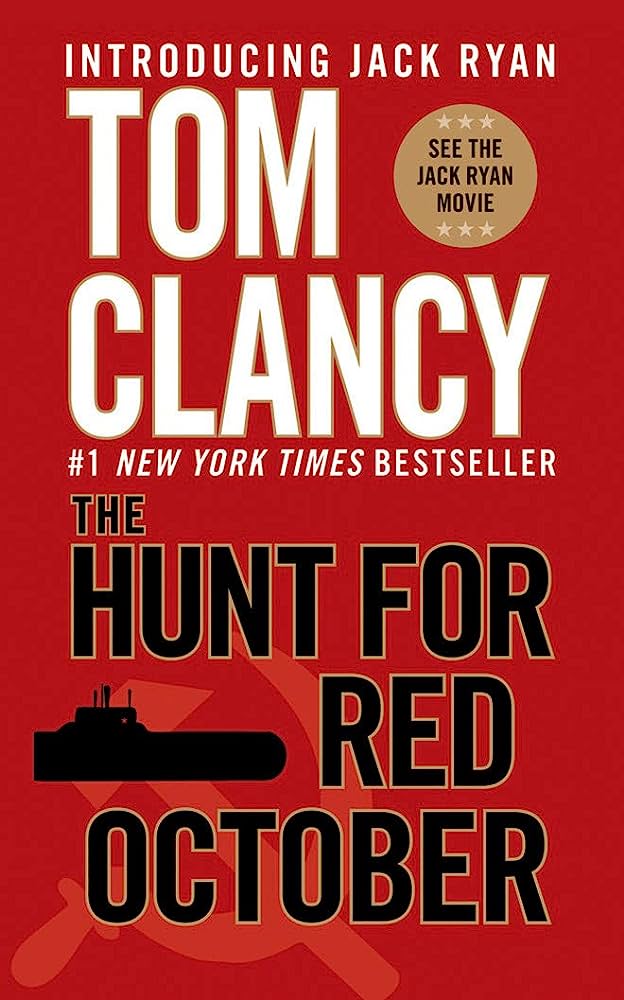 INTRODUCING JACK RYAN
TOM
CLANCY
SEE THE
JACK RYAN
MOVIE
#1 NEW YORK TIMES BESTSELLER
THE
HUNT FOR
RED
OCTOBER